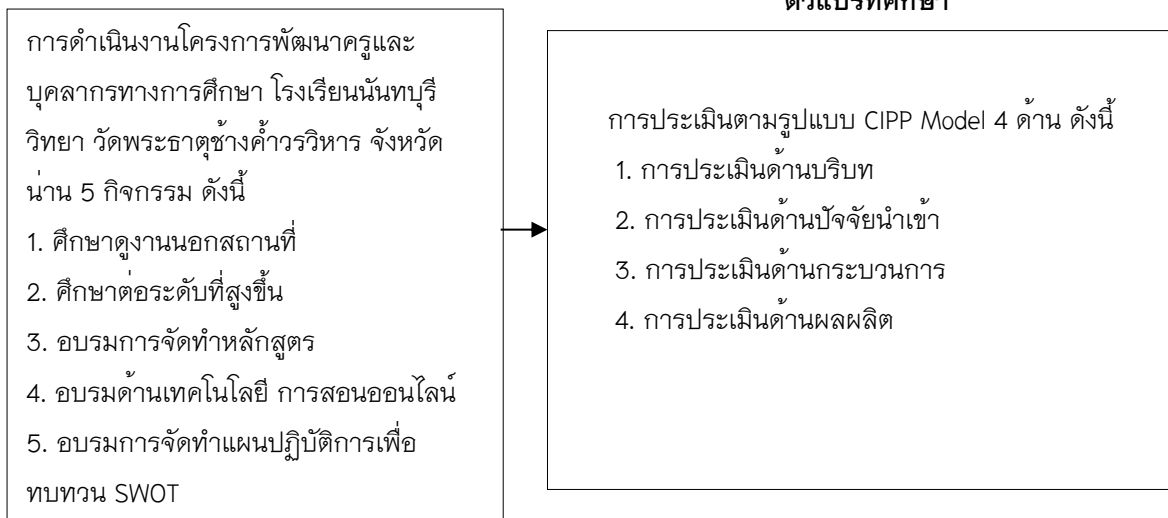 ตัวแปรที่ศึกษา
การดำเนินงานโครงการพัฒนาครูและ
บุคลากรทางการศึกษา โรงเรียนนันทบุรี
วิทยา วัดพระธาตุช้างค้ำวรวิหาร จังหวัด
น่าน 5 กิจกรรม ดังนี้
1. ศึกษาดูงานนอกสถานที่
2. ศึกษาต่อระดับที่สูงขึ้น
3. อบรมการจัดทำหลักสูตร
4. อบรมด้านเทคโนโลยี การสอนออนไลน์
5. อบรมการจัดทำแผนปฏิบัติการเพื่อ
ทบทวน SWOT
การประเมินตามรูปแบบ CIPP Model 4 ด้าน ดังนี้
1. การประเมินด้านบริบท
2. การประเมินด้านปัจจัยนำเข้า
3. การประเมินด้านกระบวนการ
4. การประเมินด้านผลผลิต